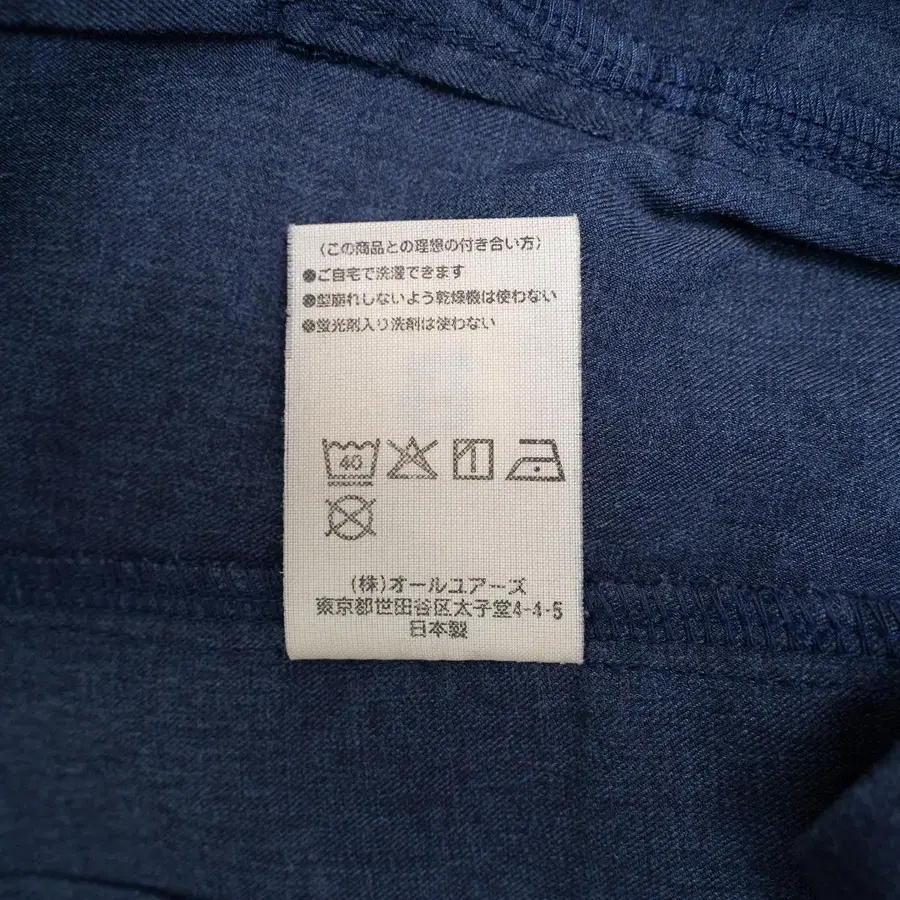 (この商品との理想の付き合い方)
●ご自宅で洗濯できます
●型崩れしないよう乾燥機は使わない
●蛍光剤入り洗剤は使わない
40
(株)オールユアーズ
東京都世田谷区太子堂4-4-5
日本製